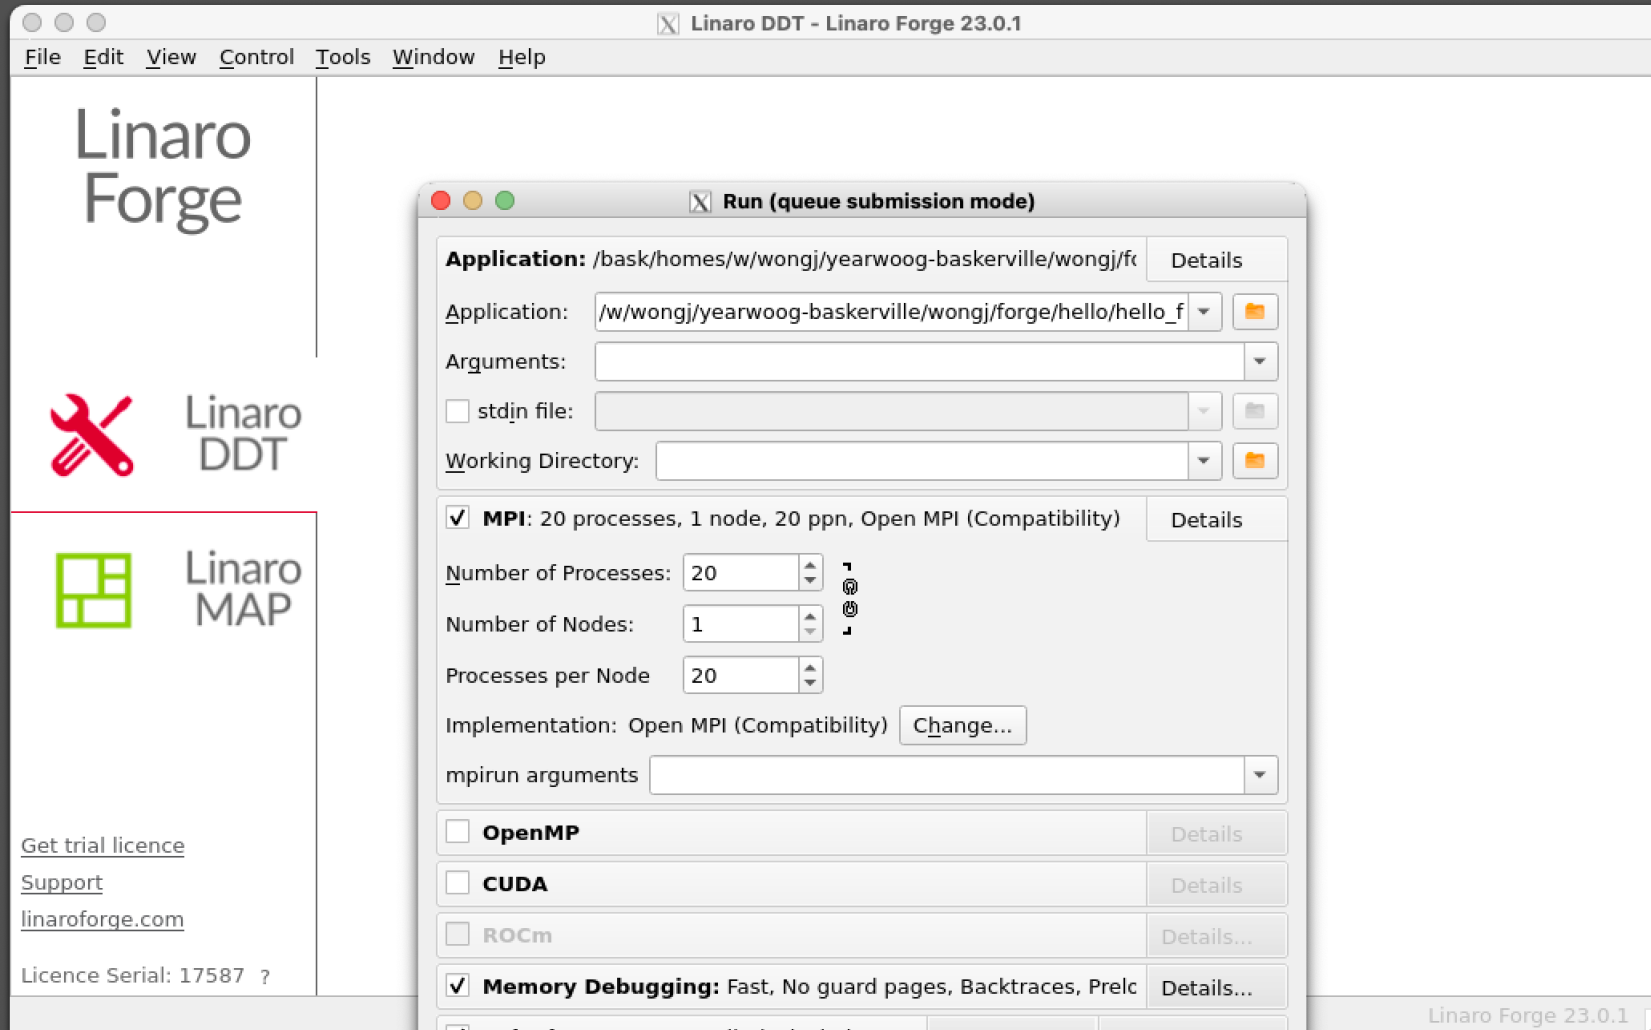 Linaro DDT - Linaro Forge 23.0.1
File Edit View Control Tools Window Help
Linaro
Forge
Linaro
DDT
Linaro
MAP
Get trial licence
Support
linaroforge.com
Licence Serial: 17587 ?
Run (queue submission mode)
Application: /bask/homes/w/wongj/yearwoog-baskerville/wongj/fo Details
Application: /w/wongj/yearwoog-baskerville/wongj/forge/hello/hello_f
Arguments:
stdin file:
Working Directory:
MPI: 20 processes, 1 node, 20 ppn, Open MPI (Compatibility) Details
Number of Processes: 20
Number of Nodes: 1
Processes per Node 20
Implementation: Open MPI (Compatibility) Change...
mpirun arguments
OpenMP Details
CUDA Details
ROCm Details...
Memory Debugging: Fast, No guard pages, Backtraces, Prelo Details...
Linaro Forge 23.0.1